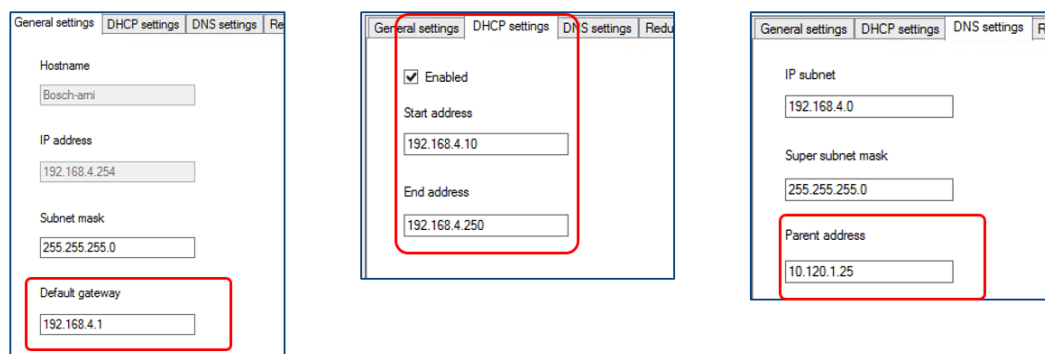 General settings DHCP settings DNS settings Re
Hostname
Bosch-ami
IP address
192.168.4.254
Subnet mask
255.255.255.0
Default gateway
192.168.4.1
General settings DHCP settings DNS settings Redu
Enabled
Start address
192.168.4.10
End address
192.168.4.250
General settings DHCP settings DNS settings R
IP subnet
192.168.4.0
Super subnet mask
255.255.255.0
Parent address
10.120.1.25